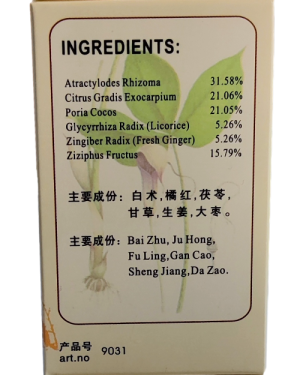 INGREDIENTS:
Atractylodes Rhizoma 31.58%
Citrus Gradis Exocarpium 21.06%
Poria Cocos 21.05%
Glycyrrhiza Radix (Licorice) 5.26%
Zingiber Radix (Fresh Ginger) 5.26%
Ziziphus Fructus 15.79%
主要成份：白术,橘红,茯苓,
甘草,生姜,大枣。
主要成份：Bai Zhu, Ju Hong,
Fu Ling,Gan Cao,
Sheng Jiang,Da Zao.
产品号
art.no 9031